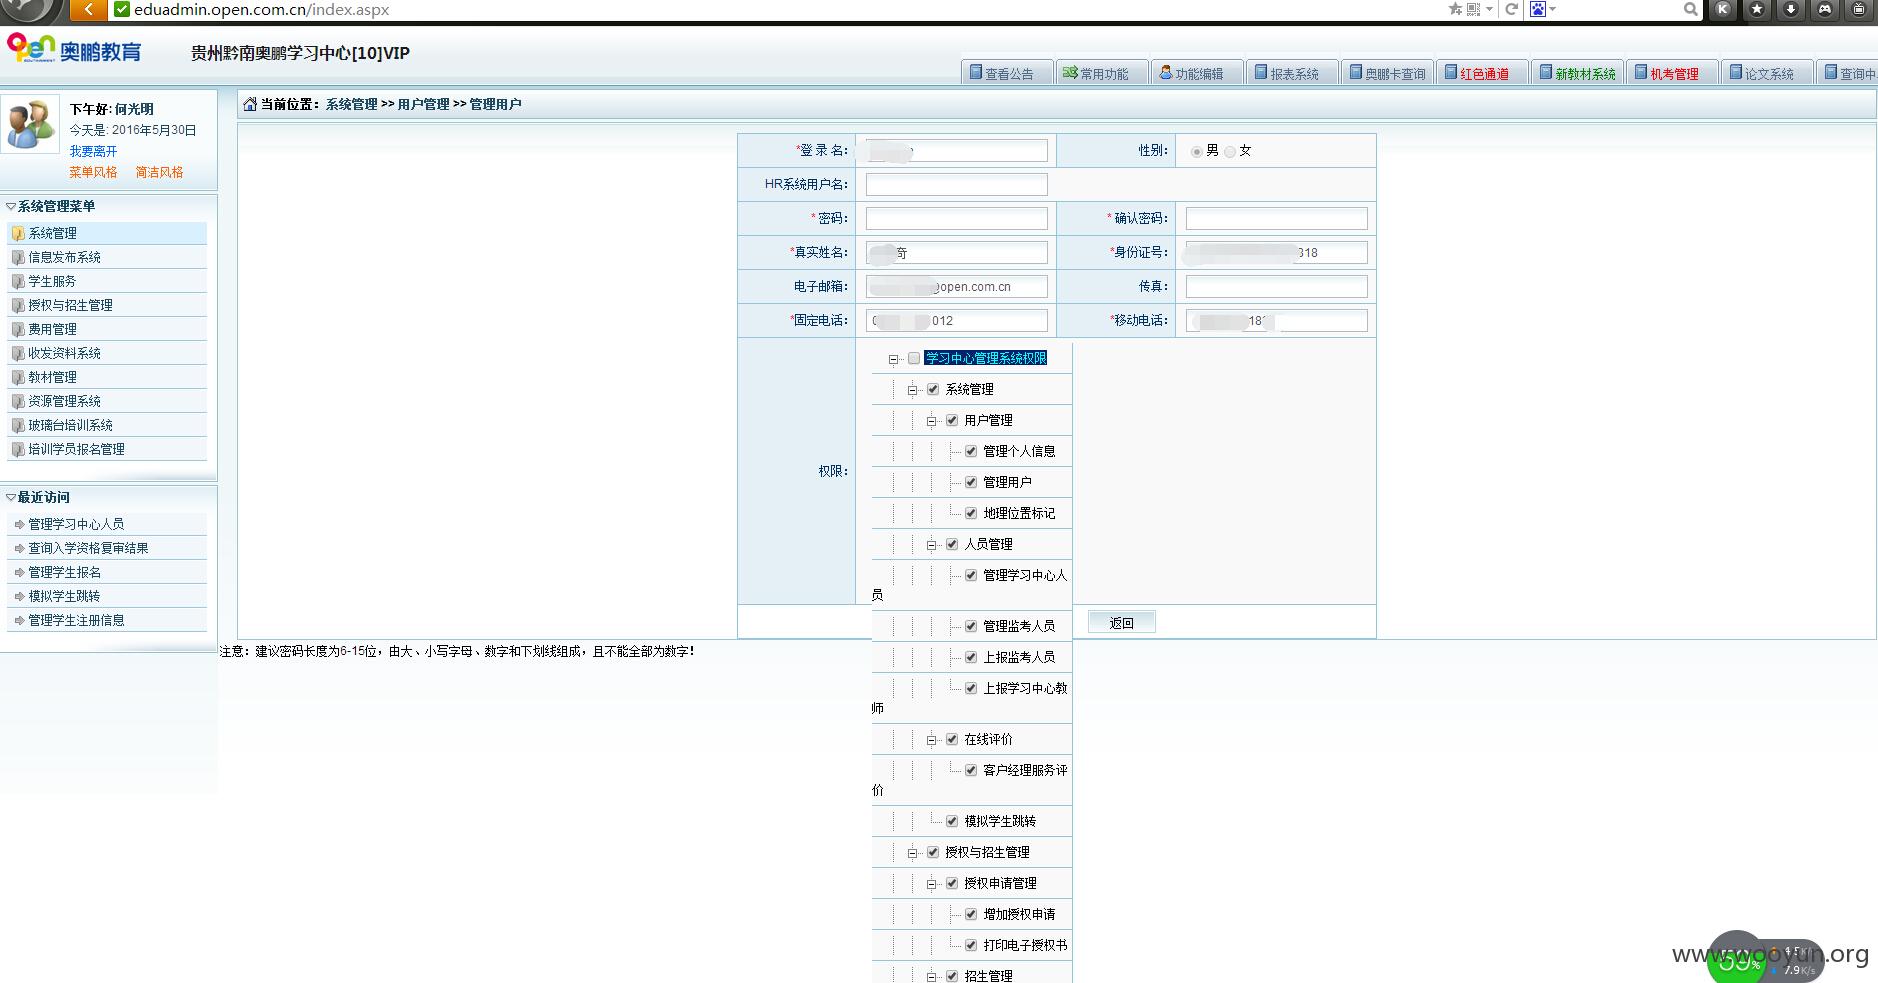 eduadmin.open.com.cn/index.aspx
open 奥鹏教育
贵州黔南奥鹏学习中心[10]VIP
查看公告 常用功能 功能编辑 报表系统 奥鹏卡查询 红色通道 新教材系统 机考管理 论文系统 查询中
下午好:何光明
今天是: 2016年5月30日
我要离开
菜单风格 简洁风格
系统管理菜单
系统管理
信息发布系统
学生服务
授权与招生管理
费用管理
收发资料系统
教材管理
资源管理系统
玻璃台培训系统
培训学员报名管理
最近访问
管理学习中心人员
查询入学资格复审结果
管理学生报名
模拟学生跳转
管理学生注册信息
当前位置：系统管理 >> 用户管理 >> 管理用户
*登 录 名： 性别： 男 女
HR系统用户名：
* 密码： * 确认密码：
*真实姓名： 奇 *身份证号： 318
电子邮箱： @open.com.cn 传真：
*固定电话： 0 012 *移动电话： 18
权限：
学习中心管理系统权限
系统管理
用户管理
管理个人信息
管理用户
地理位置标记
人员管理
管理学习中心人
员
管理监考人员
上报监考人员
上报学习中心教
师
在线评价
客户经理服务评
价
模拟学生跳转
授权与招生管理
授权申请管理
增加授权申请
打印电子授权书
招生管理
返回
注意：建议密码长度为6-15位，由大、小写字母、数字和下划线组成，且不能全部为数字！
www.wooyun.org
59%
4.5K/s
7.9K/s